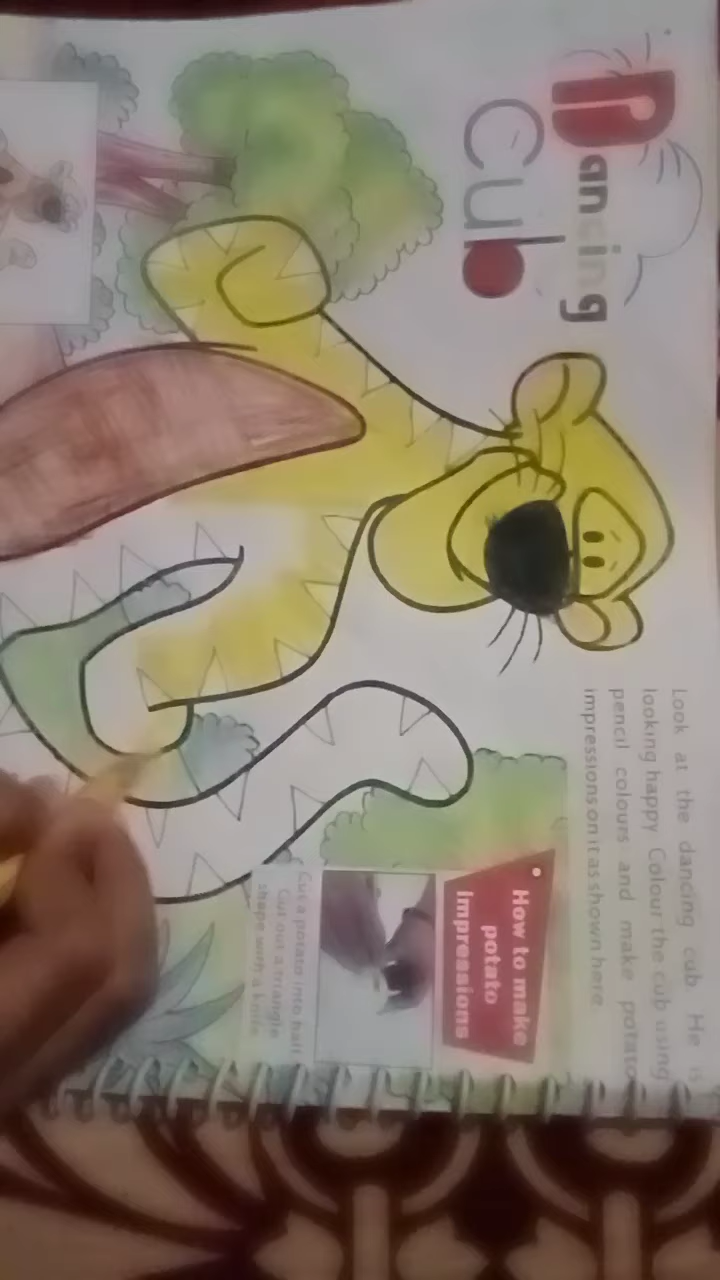 Dancing
Cub
Look at the dancing cub. He is
looking happy. Colour the cub using
pencil colours and make potato
impressions on it as shown here.
How to make
potato
impressions
Cut a potato into half
Cut out a triangle
shape with a knife